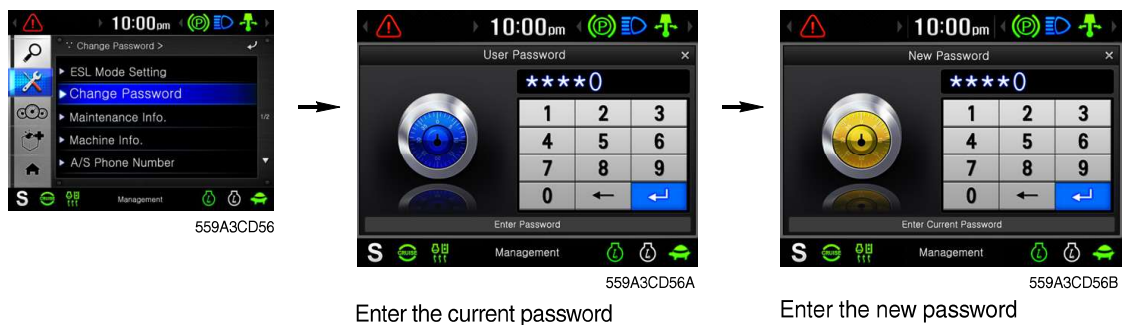 10:00pm
Change Password >
ESL Mode Setting
Change Password
Maintenance Info.
1/2
Machine Info.
A/S Phone Number
S CRUISE Management L L
559A3CD56
10:00pm
User Password ×
****0
1 2 3
4 5 6
7 8 9
0 ←
Enter Password
S CRUISE Management L L
559A3CD56A
Enter the current password
10:00pm
New Password ×
****0
1 2 3
4 5 6
7 8 9
0 ←
Enter Current Password
S CRUISE Management L L
559A3CD56B
Enter the new password